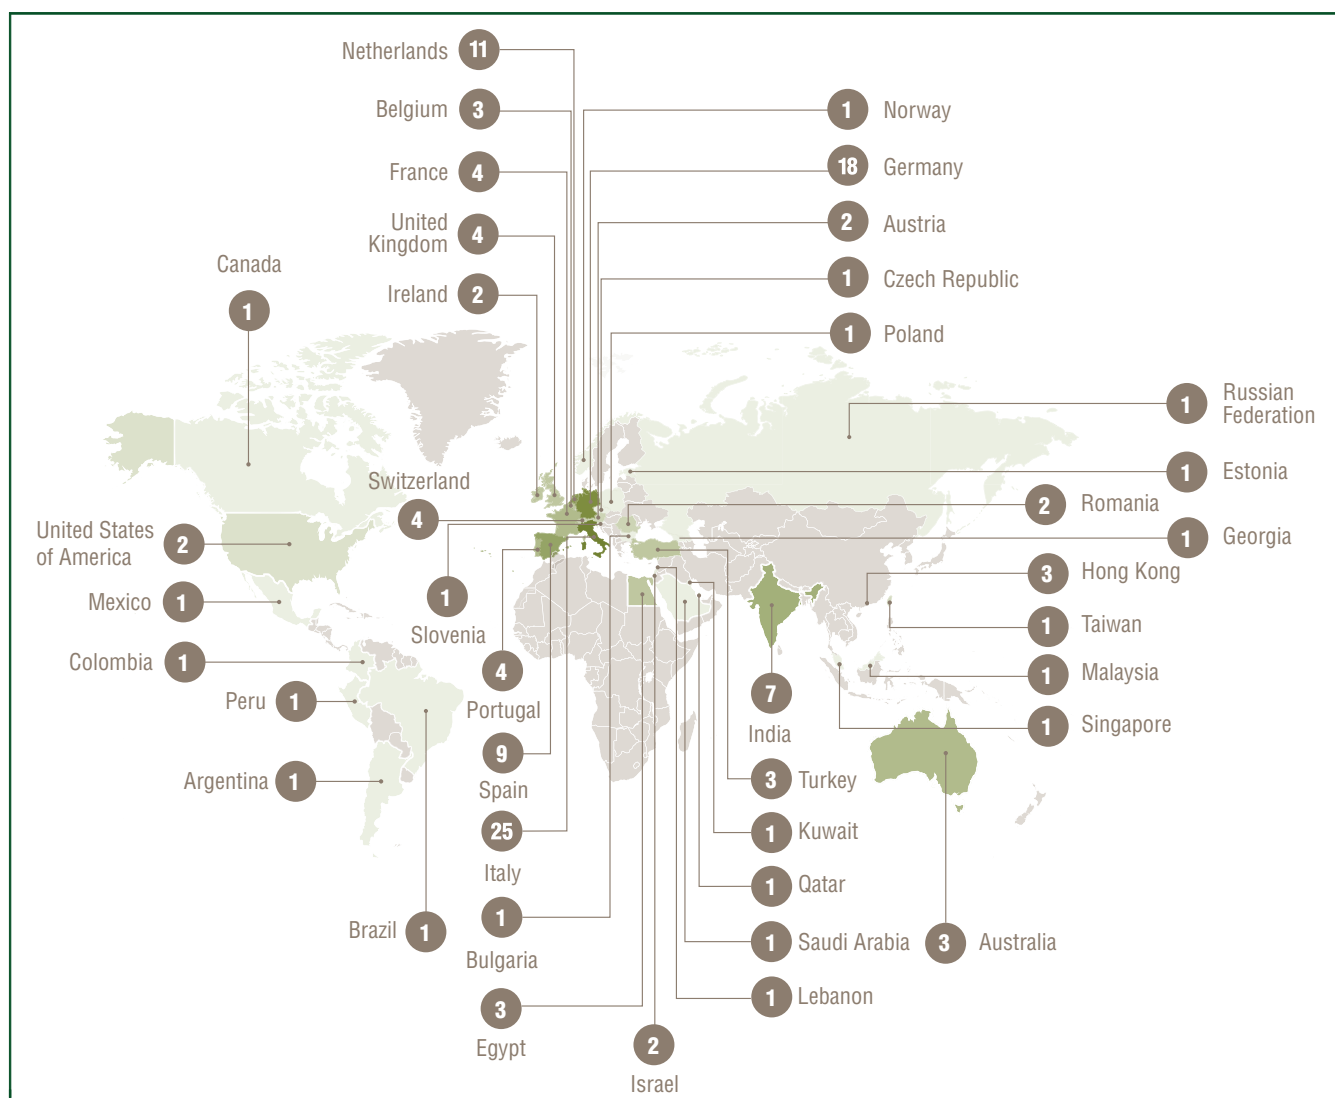 Netherlands 11
Belgium 3
France 4
United
Kingdom 4
Ireland 2
Canada
1
1 Norway
18 Germany
2 Austria
1 Czech Republic
1 Poland
1 Russian
Federation
1 Estonia
2 Romania
1 Georgia
3 Hong Kong
1 Taiwan
1 Malaysia
1 Singapore
Switzerland
4
United States
of America 2
Mexico 1
Colombia 1
Peru 1
Argentina 1
Brazil 1
1
Slovenia
4
Portugal
9
Spain
25
Italy
1
Bulgaria
3
Egypt
2
Israel
7
India
3 Turkey
1 Kuwait
1 Qatar
1 Saudi Arabia
1 Lebanon
3 Australia